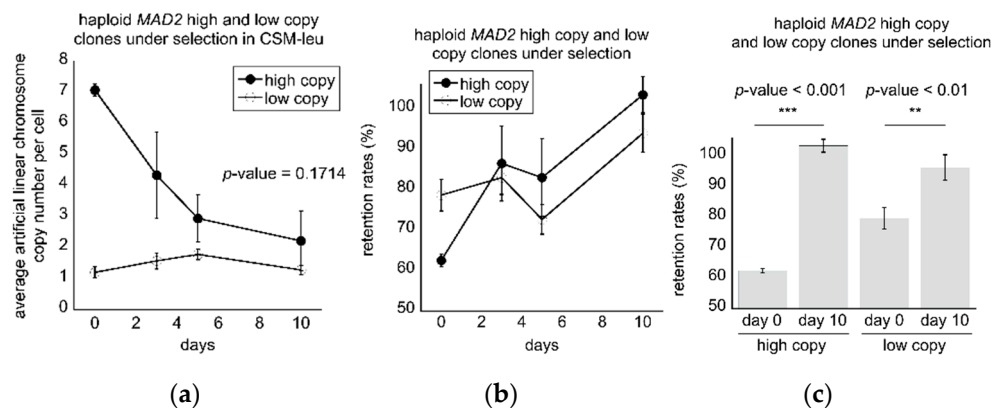 haploid MAD2 high and low copy
clones under selection in CSM-leu
average artificial linear chromosome
copy number per cell
8
7
6
5
4
3
2
1
0
high copy
low copy
p-value = 0.1714
0 2 4 6 8 10
days
(a)
haploid MAD2 high copy and low
copy clones under selection
retention rates (%)
100
90
80
70
60
50
high copy
low copy
0 2 4 6 8 10
days
(b)
haploid MAD2 high copy
and low copy clones under selection
p-value < 0.001 p-value < 0.01
*** **
retention rates (%)
100
90
80
70
60
50
day 0 day 10 day 0 day 10
high copy low copy
(c)